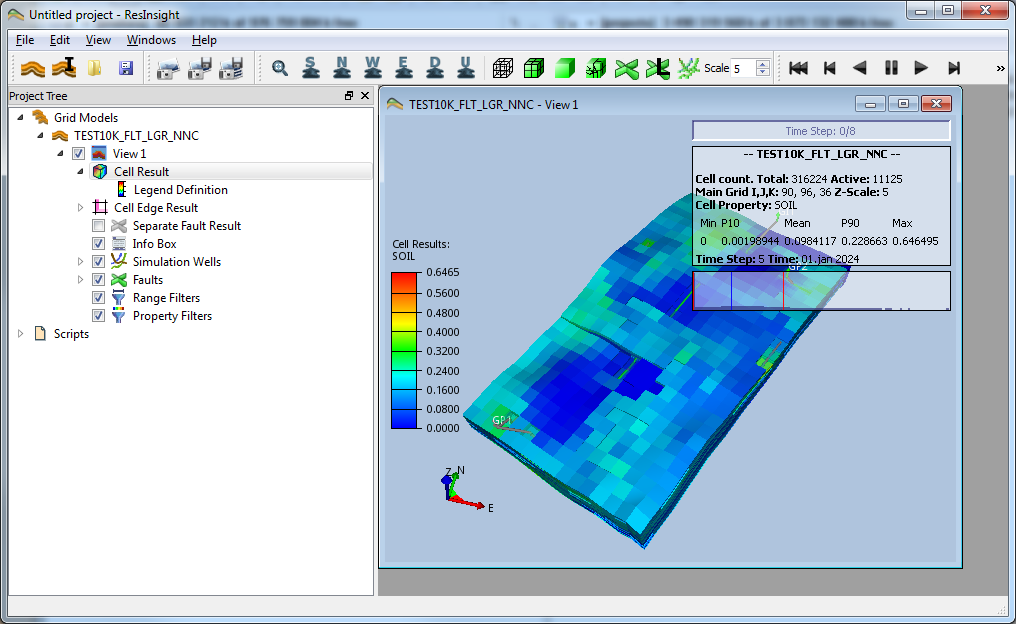 Untitled project - ResInsight
File Edit View Windows Help
S N W E D U Scale 5 »
Project Tree
Grid Models
TEST10K_FLT_LGR_NNC
View 1
Cell Result
Legend Definition
Cell Edge Result
Separate Fault Result
Info Box
Simulation Wells
Faults
Range Filters
Property Filters
Scripts
TEST10K_FLT_LGR_NNC - View 1
Time Step: 0/8
-- TEST10K_FLT_LGR_NNC --
Cell count. Total: 316224 Active: 11125
Main Grid I,J,K: 90, 96, 36 Z-Scale: 5
Cell Property: SOIL
Min P10 Mean P90 Max
0 0.00198944 0.0984117 0.228663 0.646495
Time Step: 5 Time: 01.jan 2024
GP2
Cell Results:
SOIL
0.6465
0.5600
0.4800
0.4000
0.3200
0.2400
0.1600
0.0800
0.0000
GP1
Z N
E